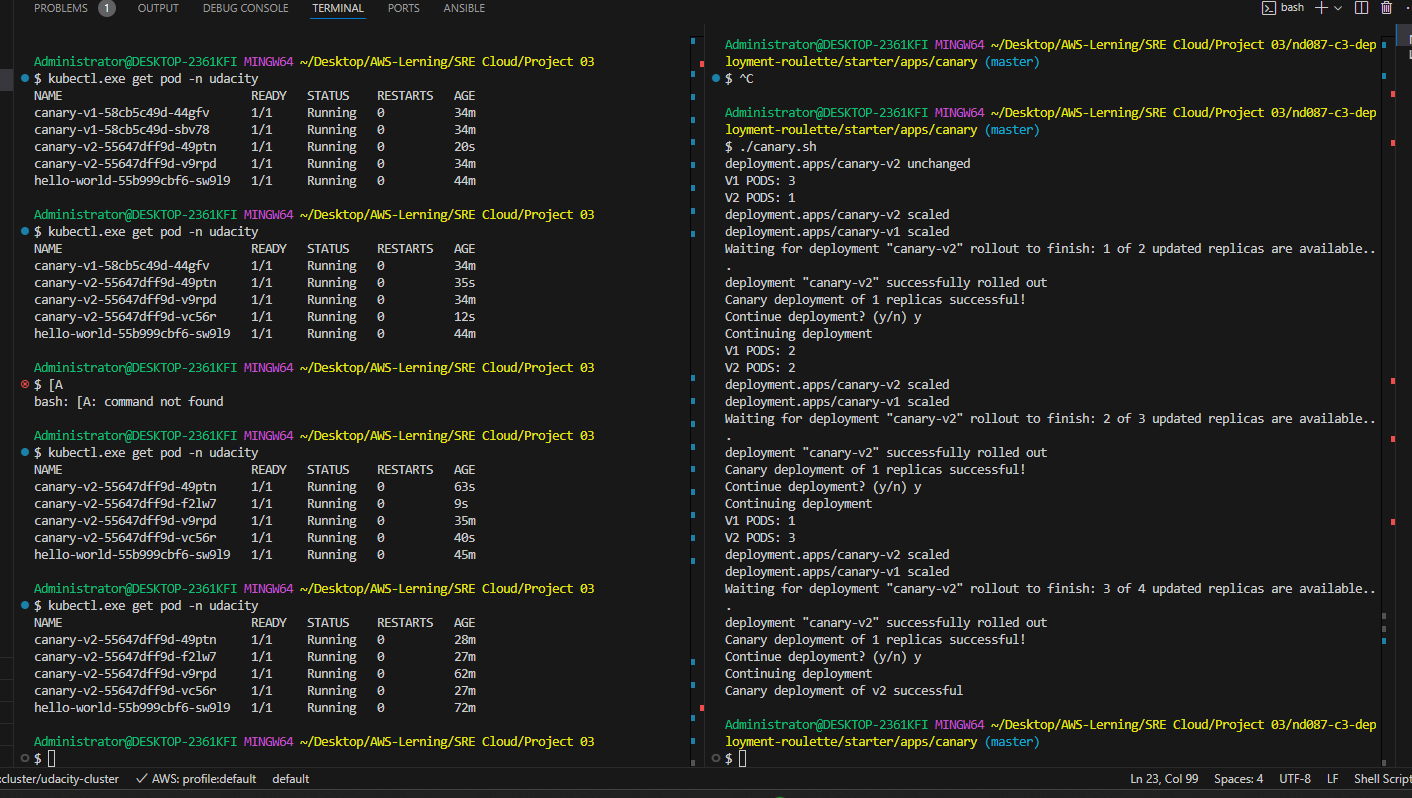 PROBLEMS 1 OUTPUT DEBUG CONSOLE TERMINAL PORTS ANSIBLE bash
Administrator@DESKTOP-2361KFI MINGW64 ~/Desktop/AWS-Lerning/SRE Cloud/Project 03
$ kubectl.exe get pod -n udacity
NAME READY STATUS RESTARTS AGE
canary-v1-58cb5c49d-44gfv 1/1 Running 0 34m
canary-v1-58cb5c49d-sbv78 1/1 Running 0 34m
canary-v2-55647dff9d-49ptn 1/1 Running 0 20s
canary-v2-55647dff9d-v9rpd 1/1 Running 0 34m
hello-world-55b999cbf6-sw9l9 1/1 Running 0 44m
Administrator@DESKTOP-2361KFI MINGW64 ~/Desktop/AWS-Lerning/SRE Cloud/Project 03
$ kubectl.exe get pod -n udacity
NAME READY STATUS RESTARTS AGE
canary-v1-58cb5c49d-44gfv 1/1 Running 0 34m
canary-v2-55647dff9d-49ptn 1/1 Running 0 35s
canary-v2-55647dff9d-v9rpd 1/1 Running 0 34m
canary-v2-55647dff9d-vc56r 1/1 Running 0 12s
hello-world-55b999cbf6-sw9l9 1/1 Running 0 44m
Administrator@DESKTOP-2361KFI MINGW64 ~/Desktop/AWS-Lerning/SRE Cloud/Project 03
$ [A
bash: [A: command not found
Administrator@DESKTOP-2361KFI MINGW64 ~/Desktop/AWS-Lerning/SRE Cloud/Project 03
$ kubectl.exe get pod -n udacity
NAME READY STATUS RESTARTS AGE
canary-v2-55647dff9d-49ptn 1/1 Running 0 63s
canary-v2-55647dff9d-f2lw7 1/1 Running 0 9s
canary-v2-55647dff9d-v9rpd 1/1 Running 0 35m
canary-v2-55647dff9d-vc56r 1/1 Running 0 40s
hello-world-55b999cbf6-sw9l9 1/1 Running 0 45m
Administrator@DESKTOP-2361KFI MINGW64 ~/Desktop/AWS-Lerning/SRE Cloud/Project 03
$ kubectl.exe get pod -n udacity
NAME READY STATUS RESTARTS AGE
canary-v2-55647dff9d-49ptn 1/1 Running 0 28m
canary-v2-55647dff9d-f2lw7 1/1 Running 0 27m
canary-v2-55647dff9d-v9rpd 1/1 Running 0 62m
canary-v2-55647dff9d-vc56r 1/1 Running 0 27m
hello-world-55b999cbf6-sw9l9 1/1 Running 0 72m
Administrator@DESKTOP-2361KFI MINGW64 ~/Desktop/AWS-Lerning/SRE Cloud/Project 03
$
Administrator@DESKTOP-2361KFI MINGW64 ~/Desktop/AWS-Lerning/SRE Cloud/Project 03/nd087-c3-dep
loyment-roulette/starter/apps/canary (master)
$ ^C
Administrator@DESKTOP-2361KFI MINGW64 ~/Desktop/AWS-Lerning/SRE Cloud/Project 03/nd087-c3-dep
loyment-roulette/starter/apps/canary (master)
$ ./canary.sh
deployment.apps/canary-v2 unchanged
V1 PODS: 3
V2 PODS: 1
deployment.apps/canary-v2 scaled
deployment.apps/canary-v1 scaled
Waiting for deployment "canary-v2" rollout to finish: 1 of 2 updated replicas are available..
.
deployment "canary-v2" successfully rolled out
Canary deployment of 1 replicas successful!
Continue deployment? (y/n) y
Continuing deployment
V1 PODS: 2
V2 PODS: 2
deployment.apps/canary-v2 scaled
deployment.apps/canary-v1 scaled
Waiting for deployment "canary-v2" rollout to finish: 2 of 3 updated replicas are available..
.
deployment "canary-v2" successfully rolled out
Canary deployment of 1 replicas successful!
Continue deployment? (y/n) y
Continuing deployment
V1 PODS: 1
V2 PODS: 3
deployment.apps/canary-v2 scaled
deployment.apps/canary-v1 scaled
Waiting for deployment "canary-v2" rollout to finish: 3 of 4 updated replicas are available..
.
deployment "canary-v2" successfully rolled out
Canary deployment of 1 replicas successful!
Continue deployment? (y/n) y
Continuing deployment
Canary deployment of v2 successful
Administrator@DESKTOP-2361KFI MINGW64 ~/Desktop/AWS-Lerning/SRE Cloud/Project 03/nd087-c3-dep
loyment-roulette/starter/apps/canary (master)
$
:cluster/udacity-cluster AWS: profile:default default Ln 23, Col 99 Spaces: 4 UTF-8 LF Shell Script